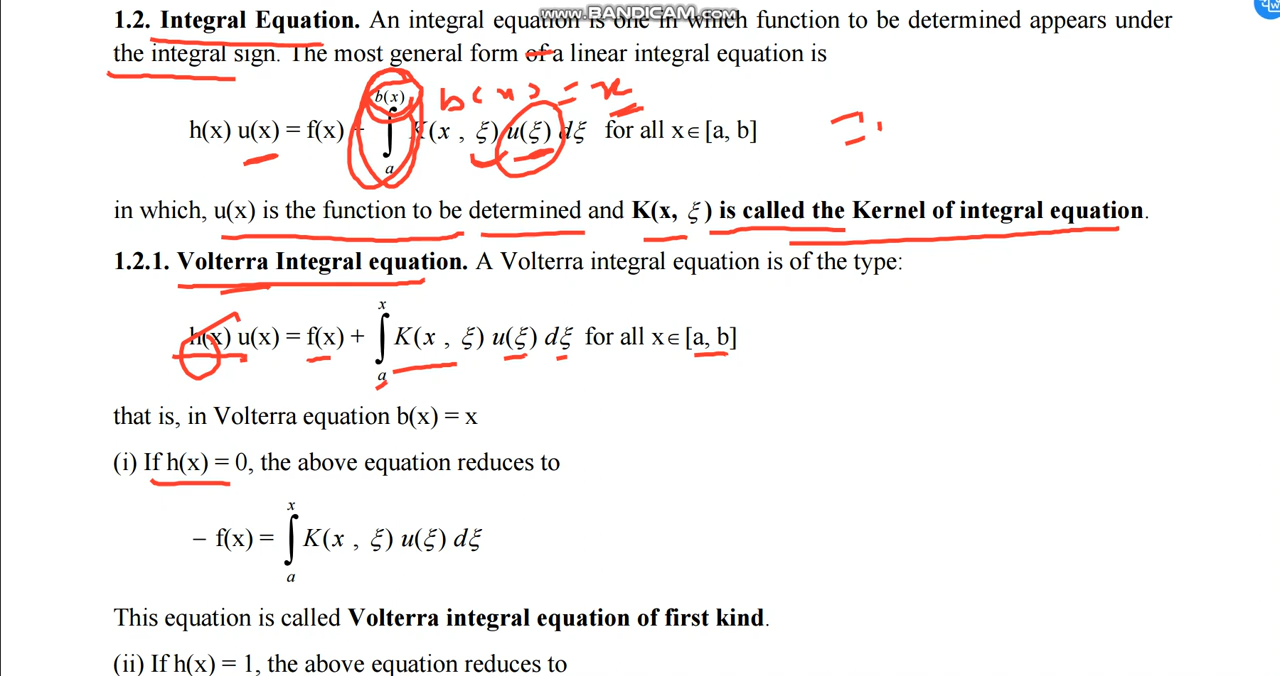 www.BANDICAM.com
1.2. Integral Equation. An integral equation is one in which function to be determined appears under
the integral sign. The most general form of a linear integral equation is
b(x) b(x) = x
h(x) u(x) = f(x) + ∫ K(x , ξ) u(ξ) dξ for all x∈[a, b] =
a
in which, u(x) is the function to be determined and K(x, ξ ) is called the Kernel of integral equation.
1.2.1. Volterra Integral equation. A Volterra integral equation is of the type:
x
h(x) u(x) = f(x) + ∫ K(x , ξ) u(ξ) dξ for all x∈[a, b]
a
that is, in Volterra equation b(x) = x
(i) If h(x) = 0, the above equation reduces to
x
– f(x) = ∫ K(x , ξ) u(ξ) dξ
a
This equation is called Volterra integral equation of first kind.
(ii) If h(x) = 1, the above equation reduces to